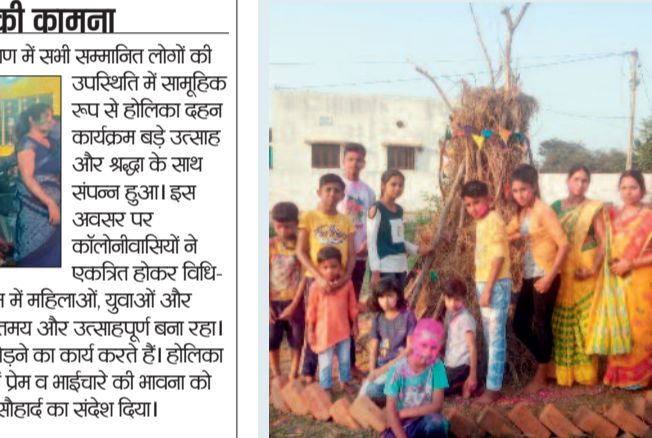 की कामना
में सभी सम्मानित लोगों की
उपस्थिति में सामूहिक
रूप से होलिका दहन
कार्यक्रम बड़े उत्साह
और श्रद्धा के साथ
संपन्न हुआ। इस
अवसर पर
कॉलोनीवासियों ने
एकत्रित होकर विधि-
में महिलाओं, युवाओं और
और उत्साहपूर्ण बना रहा।
का कार्य करते हैं। होलिका
प्रेम व भाईचारे की भावना को
सौहार्द का संदेश दिया।